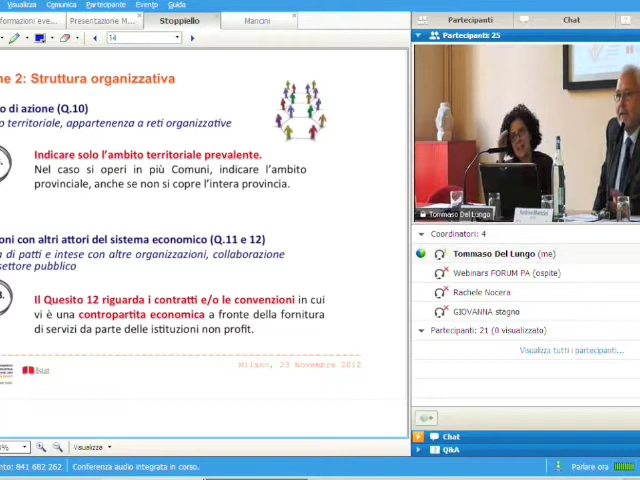 Visualizza Comunica Partecipante Evento Guida
formazioni eve... Presentazione M... Stoppiello Mancini
14
ne 2: Struttura organizzativa
o di azione (Q.10)
o territoriale, appartenenza a reti organizzative
Indicare solo l'ambito territoriale prevalente.
Nel caso si operi in più Comuni, indicare l'ambito
provinciale, anche se non si copre l'intera provincia.
oni con altri attori del sistema economico (Q.11 e 12)
a di patti e intese con altre organizzazioni, collaborazione
settore pubblico
Il Quesito 12 riguarda i contratti e/o le convenzioni in cui
vi è una contropartita economica a fronte della fornitura
di servizi da parte delle istituzioni non profit.
Milano, 23 Novembre 2012
Istat
Visualizza
nto: 841 682 262 Conferenza audio integrata in corso.
Partecipanti Chat
Partecipanti: 25
Tommaso Del Lungo
Coordinatori: 4
Tommaso Del Lungo (me)
Webinars FORUM PA (ospite)
Rachele Nocera
GIOVANNA stagno
Partecipanti: 21 (0 visualizzato)
Visualizza tutti i partecipanti...
Chat
Q&A
Parlare ora